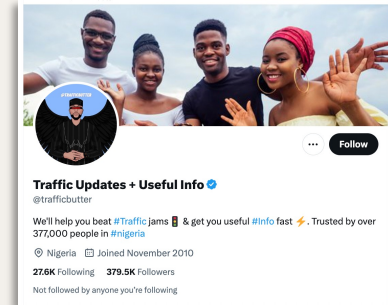 @TRAFFICBUTTER
Follow
Traffic Updates + Useful Info
@trafficbutter
We'll help you beat #Traffic jams 🚦 & get you useful #Info fast ⚡. Trusted by over
377,000 people in #nigeria
Nigeria Joined November 2010
27.6K Following 379.5K Followers
Not followed by anyone you're following